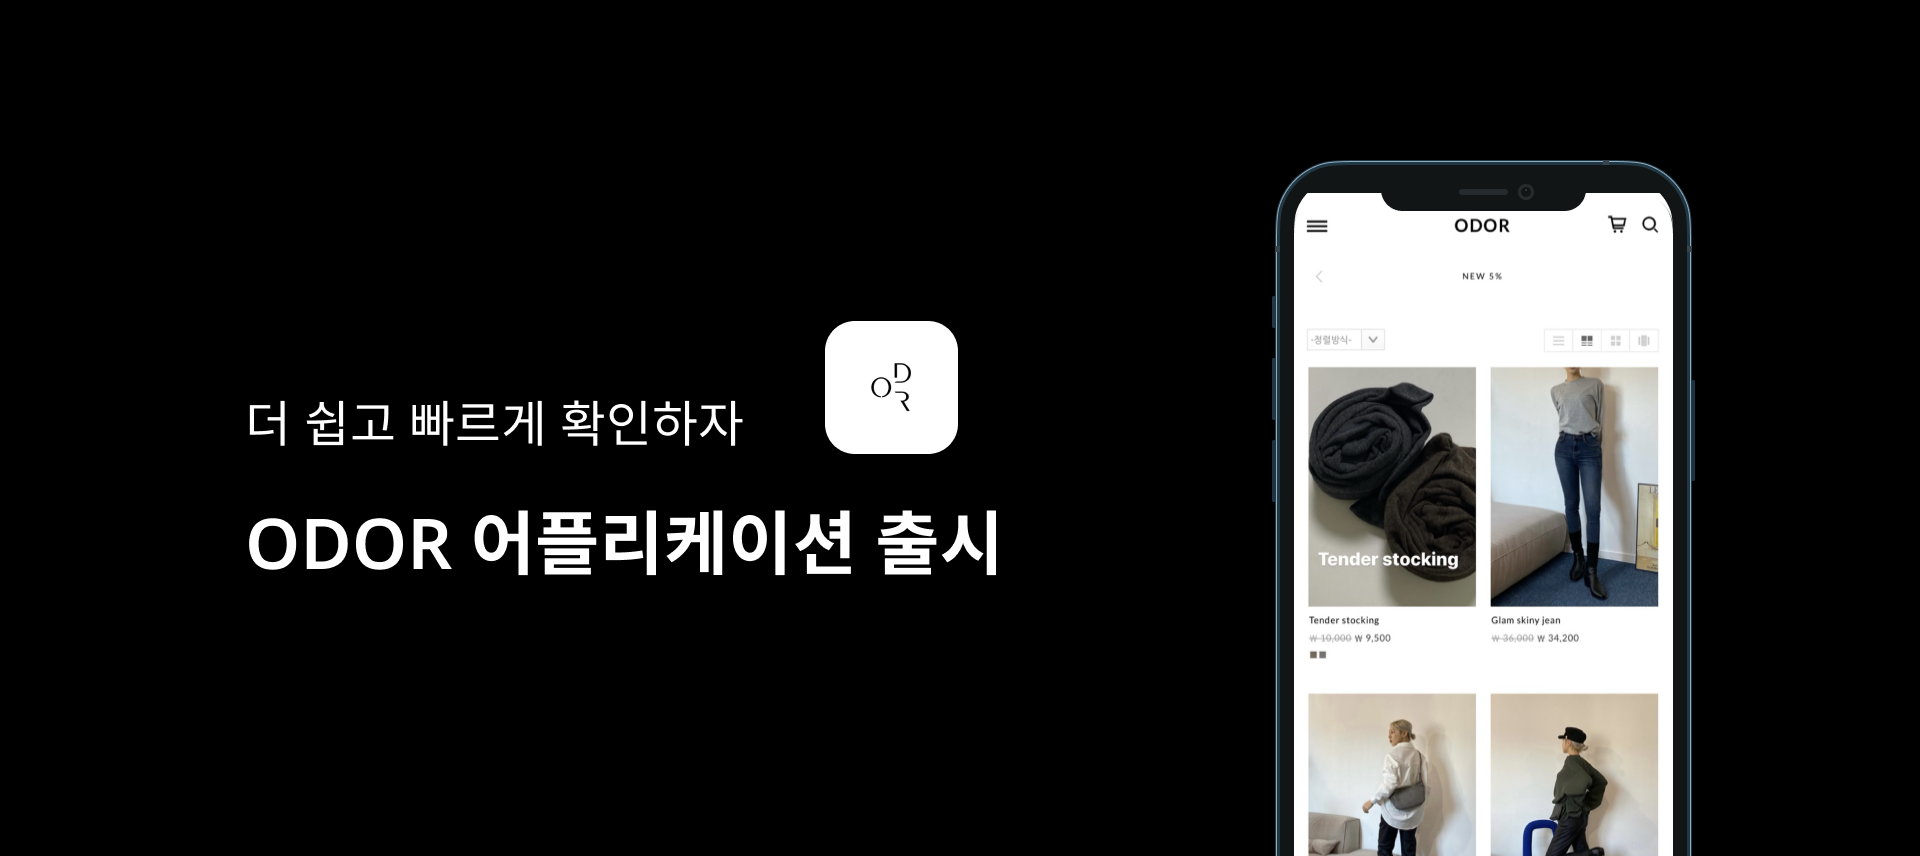 더 쉽고 빠르게 확인하자
ODR
ODOR 어플리케이션 출시
ODOR
NEW 5%
-정렬방식-
Tender stocking
Tender stocking
₩ 10,000 ₩ 9,500
Glam skiny jean
₩ 36,000 ₩ 34,200